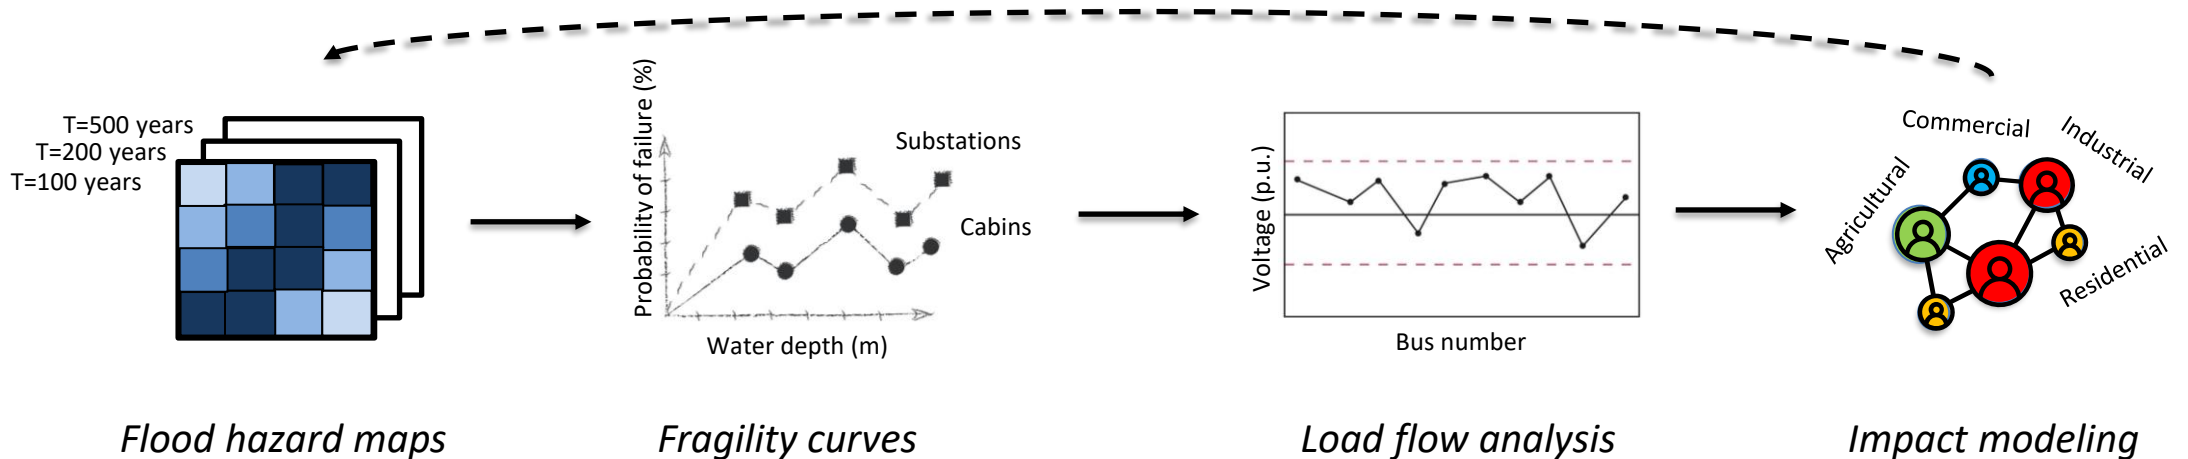 T=500 years
T=200 years
T=100 years
Flood hazard maps
Probability of failure (%)
Substations
Cabins
Water depth (m)
Fragility curves
Voltage (p.u.)
Bus number
Load flow analysis
Commercial
Industrial
Agricultural
Residential
Impact modeling